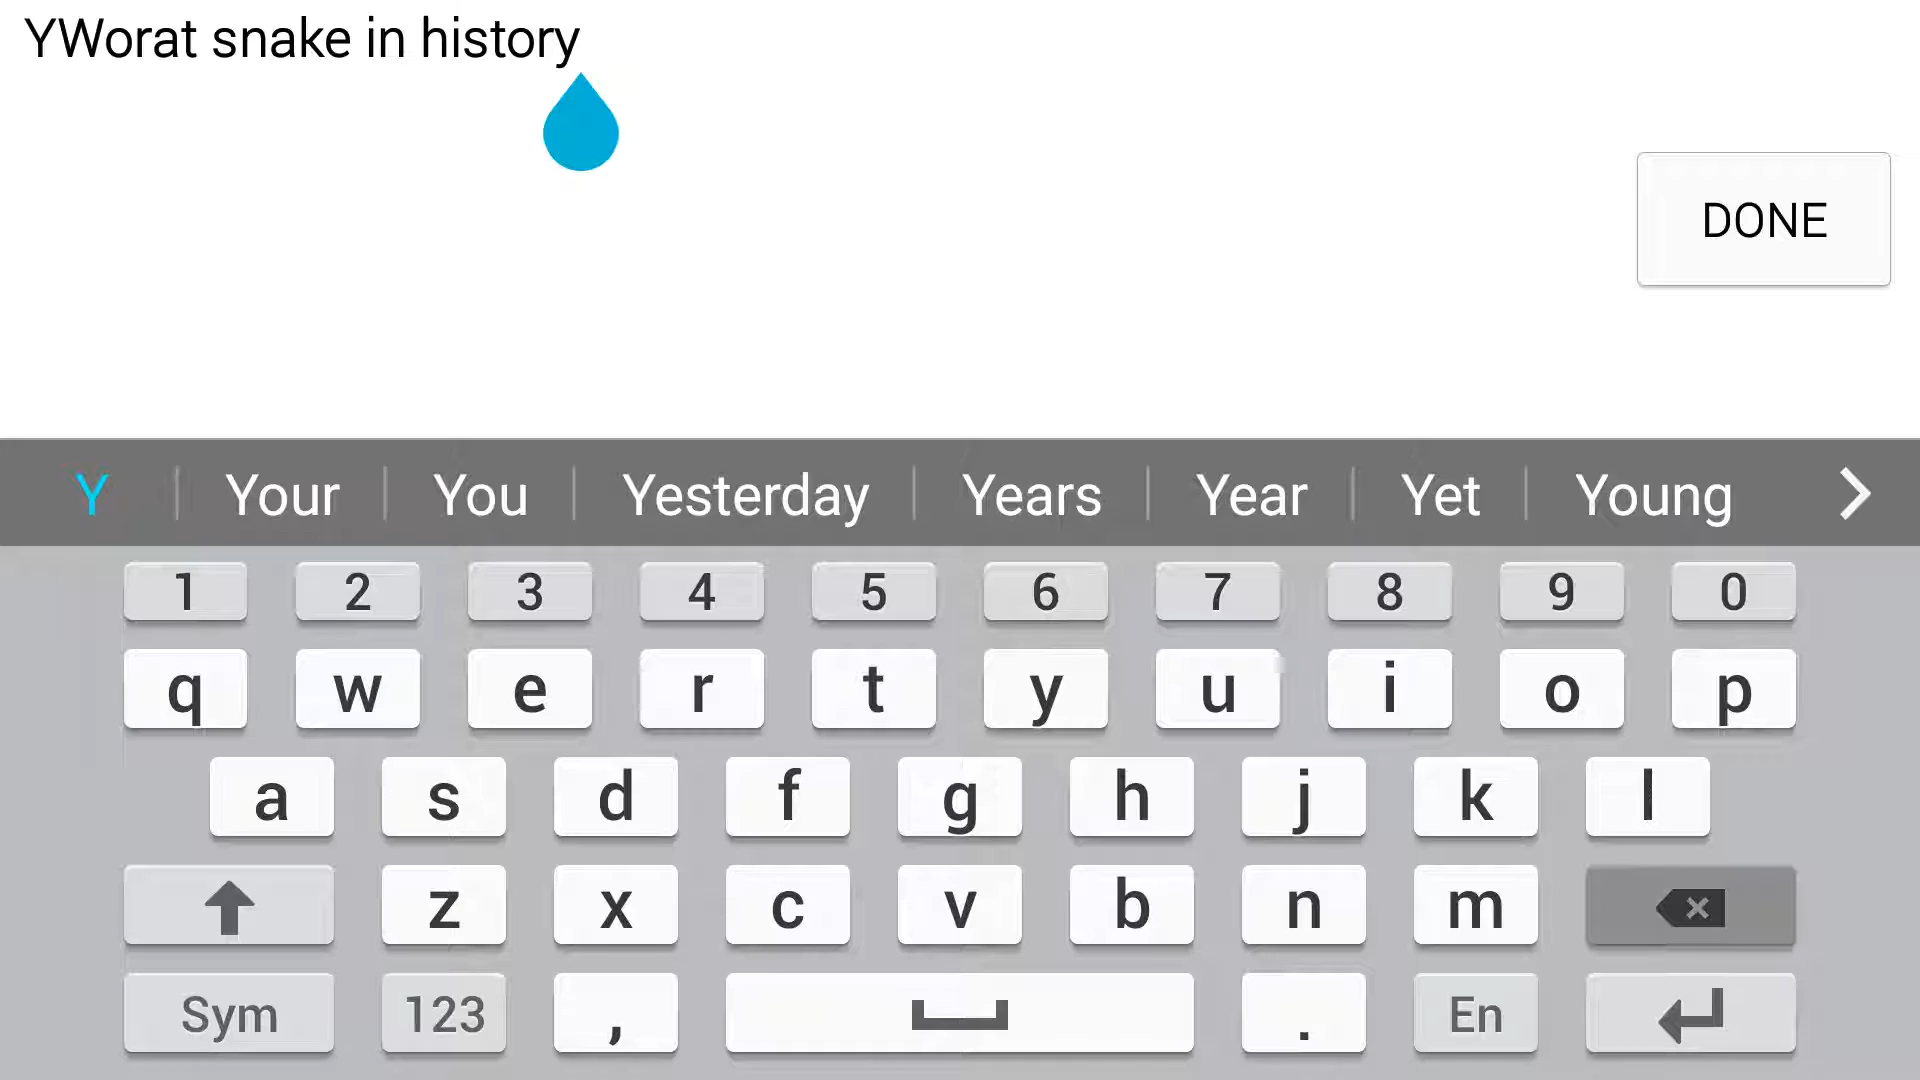 YWorat snake in history
DONE
Y Your You Yesterday Years Year Yet Young
1 2 3 4 5 6 7 8 9 0
q w e r t y u i o p
a s d f g h j k l
z x c v b n m
Sym 123 , . En